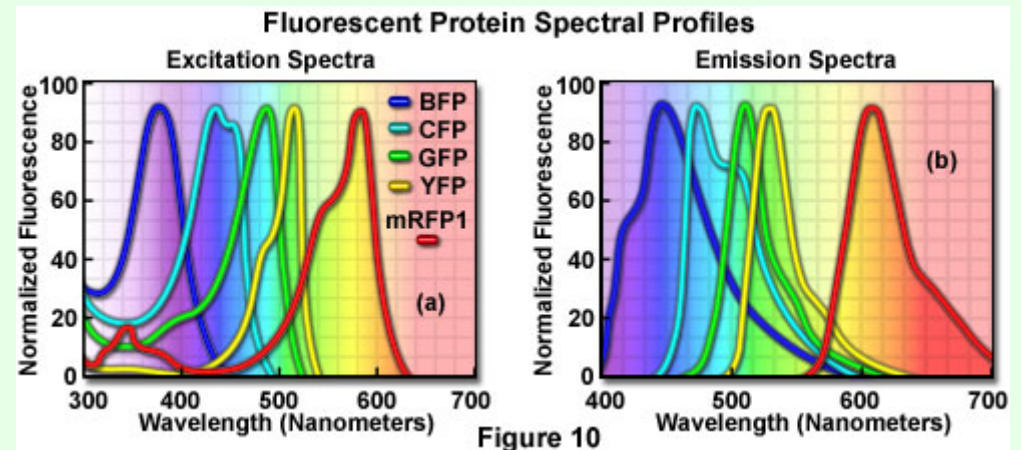 Fluorescent Protein Spectral Profiles
Excitation Spectra
Normalized Fluorescence
100
80
60
40
20
0
300 400 500 600 700
Wavelength (Nanometers)
BFP
CFP
GFP
YFP
mRFP1
(a)
Emission Spectra
Normalized Fluorescence
100
80
60
40
20
0
400 500 600 700
Wavelength (Nanometers)
(b)
Figure 10